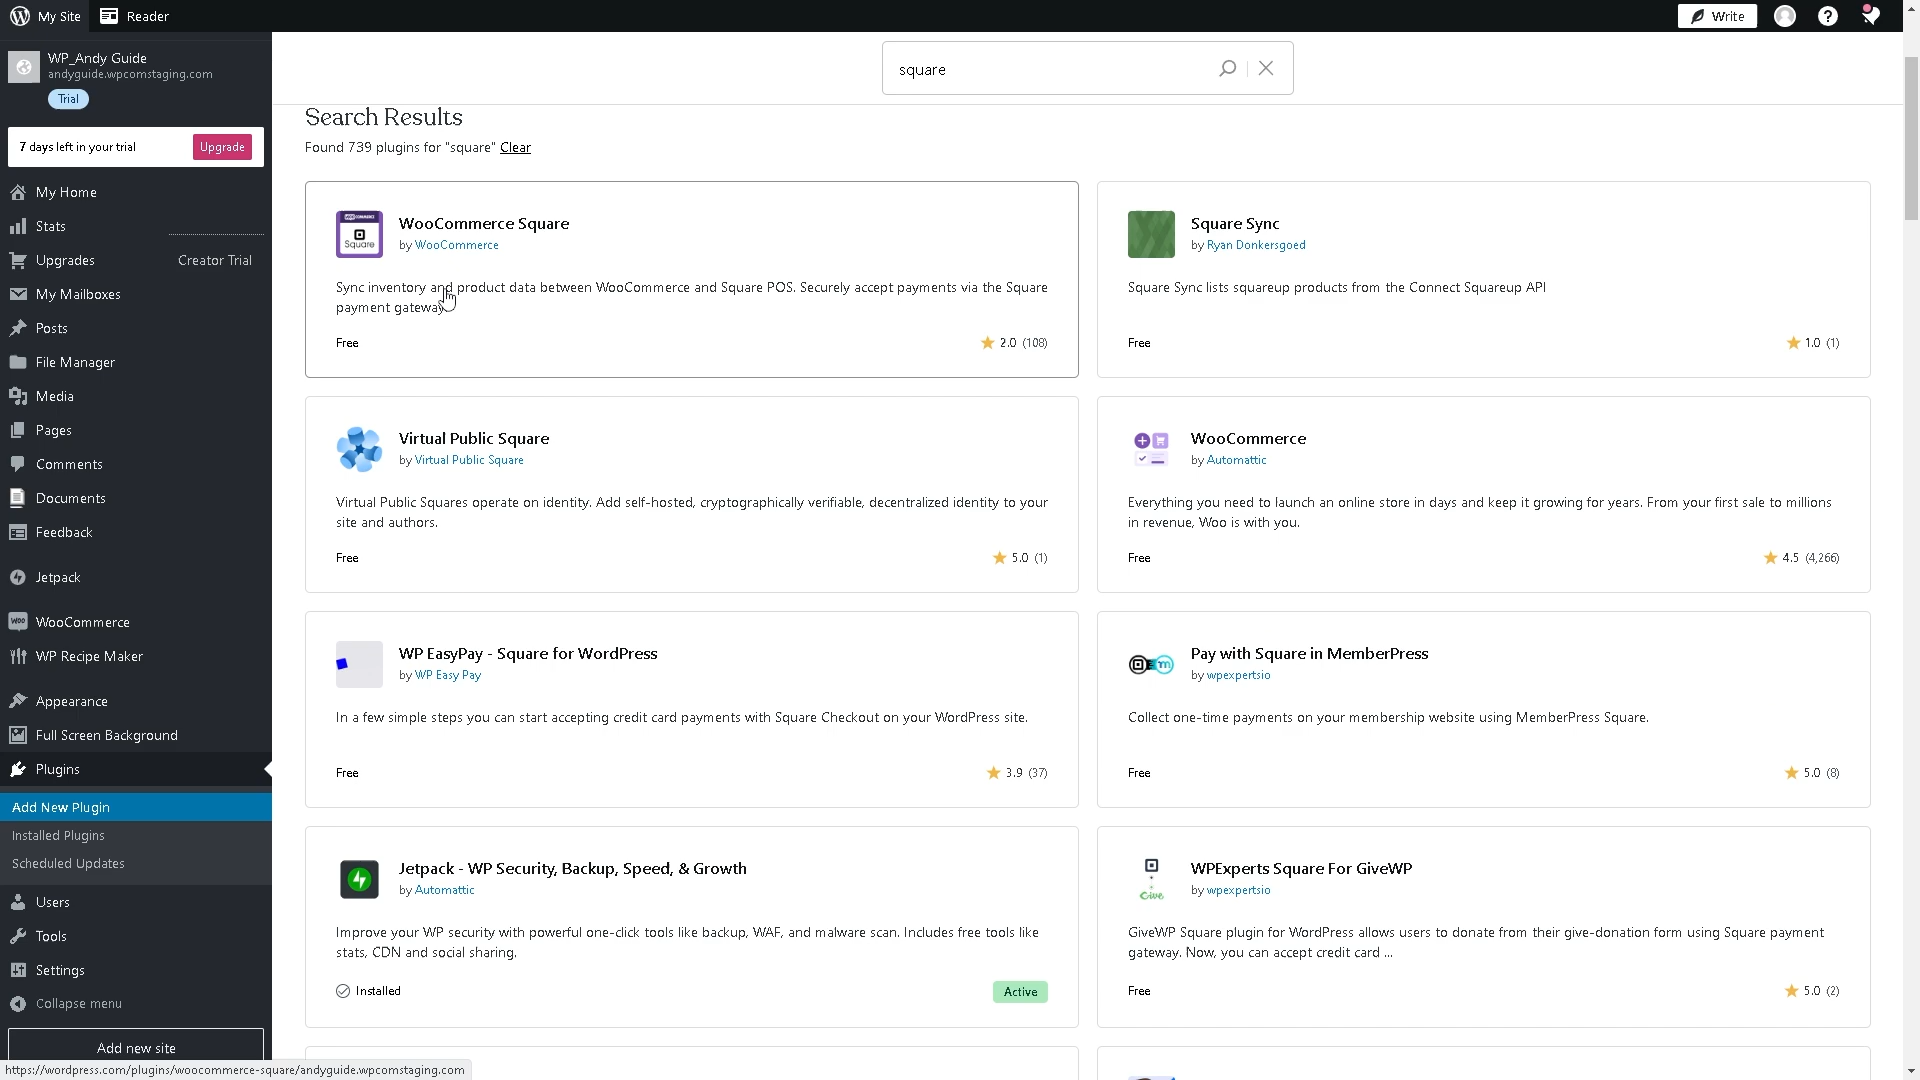 My Site
Reader
Write
WP_Andy Guide
andyguide.wpcomstaging.com
Trial
7 days left in your trial
Upgrade
My Home
Stats
Upgrades
Creator Trial
My Mailboxes
Posts
File Manager
Media
Pages
Comments
Documents
Feedback
Jetpack
WooCommerce
WP Recipe Maker
Appearance
Full Screen Background
Plugins
Add New Plugin
Installed Plugins
Scheduled Updates
Users
Tools
Settings
Collapse menu
Add new site
square
Search Results
Found 739 plugins for "square" Clear
WooCommerce Square
by WooCommerce
Sync inventory and product data between WooCommerce and Square POS. Securely accept payments via the Square
payment gateway
Free
2.0 (108)
Square Sync
by Ryan Donkersgoed
Square Sync lists squareup products from the Connect Squareup API
Free
1.0 (1)
Virtual Public Square
by Virtual Public Square
Virtual Public Squares operate on identity. Add self-hosted, cryptographically verifiable, decentralized identity to your
site and authors.
Free
5.0 (1)
WooCommerce
by Automattic
Everything you need to launch an online store in days and keep it growing for years. From your first sale to millions
in revenue, Woo is with you.
Free
4.5 (4,266)
WP EasyPay - Square for WordPress
by WP Easy Pay
In a few simple steps you can start accepting credit card payments with Square Checkout on your WordPress site.
Free
3.9 (37)
Pay with Square in MemberPress
by wpexpertsio
Collect one-time payments on your membership website using MemberPress Square.
Free
5.0 (8)
Jetpack - WP Security, Backup, Speed, & Growth
by Automattic
Improve your WP security with powerful one-click tools like backup, WAF, and malware scan. Includes free tools like
stats, CDN and social sharing.
Installed
Active
WPExperts Square For GiveWP
by wpexpertsio
GiveWP Square plugin for WordPress allows users to donate from their give-donation form using Square payment
gateway. Now, you can accept credit card ...
Free
5.0 (2)
https://wordpress.com/plugins/woocommerce-square/andyguide.wpcomstaging.com